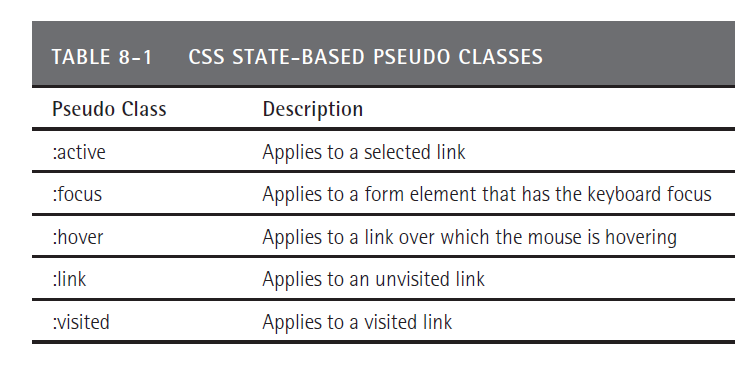 TABLE 8-1 CSS STATE-BASED PSEUDO CLASSES
Pseudo Class Description
:active Applies to a selected link
:focus Applies to a form element that has the keyboard focus
:hover Applies to a link over which the mouse is hovering
:link Applies to an unvisited link
:visited Applies to a visited link